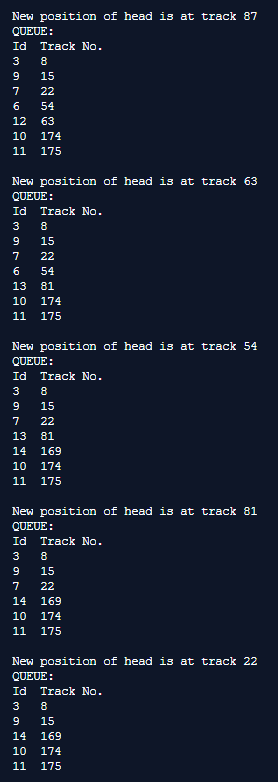 New position of head is at track 87
QUEUE:
Id  Track No.
3   8
9   15
7   22
6   54
12  63
10  174
11  175

New position of head is at track 63
QUEUE:
Id  Track No.
3   8
9   15
7   22
6   54
13  81
10  174
11  175

New position of head is at track 54
QUEUE:
Id  Track No.
3   8
9   15
7   22
13  81
14  169
10  174
11  175

New position of head is at track 81
QUEUE:
Id  Track No.
3   8
9   15
7   22
14  169
10  174
11  175

New position of head is at track 22
QUEUE:
Id  Track No.
3   8
9   15
14  169
10  174
11  175